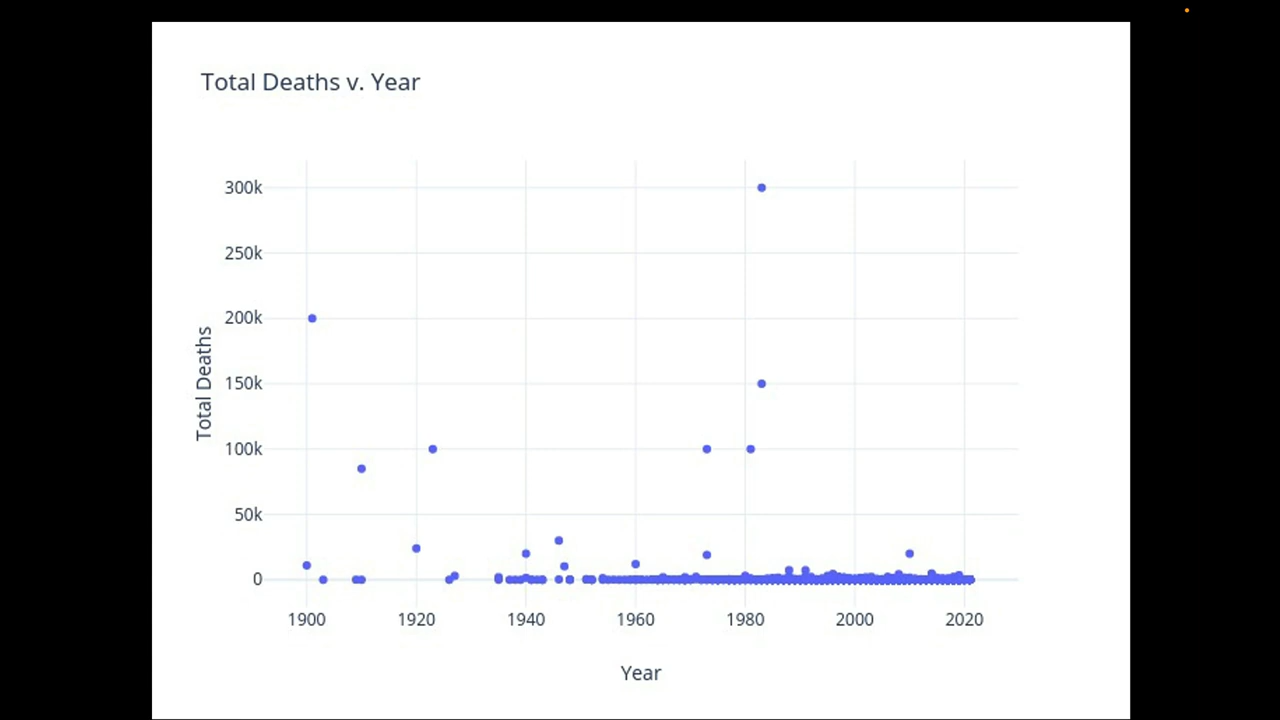 Total Deaths v. Year
300k
250k
200k
150k
100k
50k
0
Total Deaths
1900 1920 1940 1960 1980 2000 2020
Year